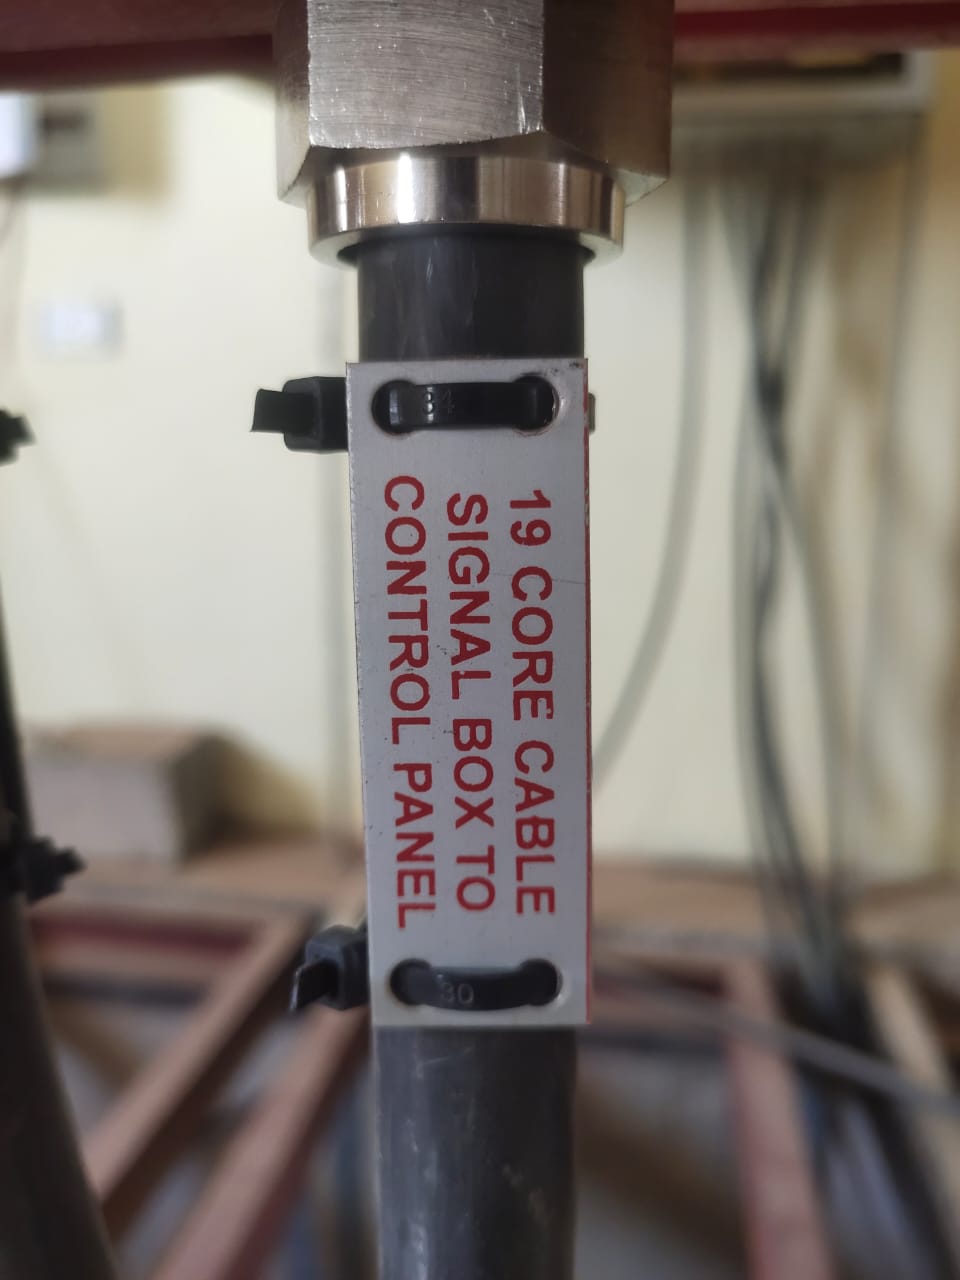 19 CORE CABLE
SIGNAL BOX TO
CONTROL PANEL